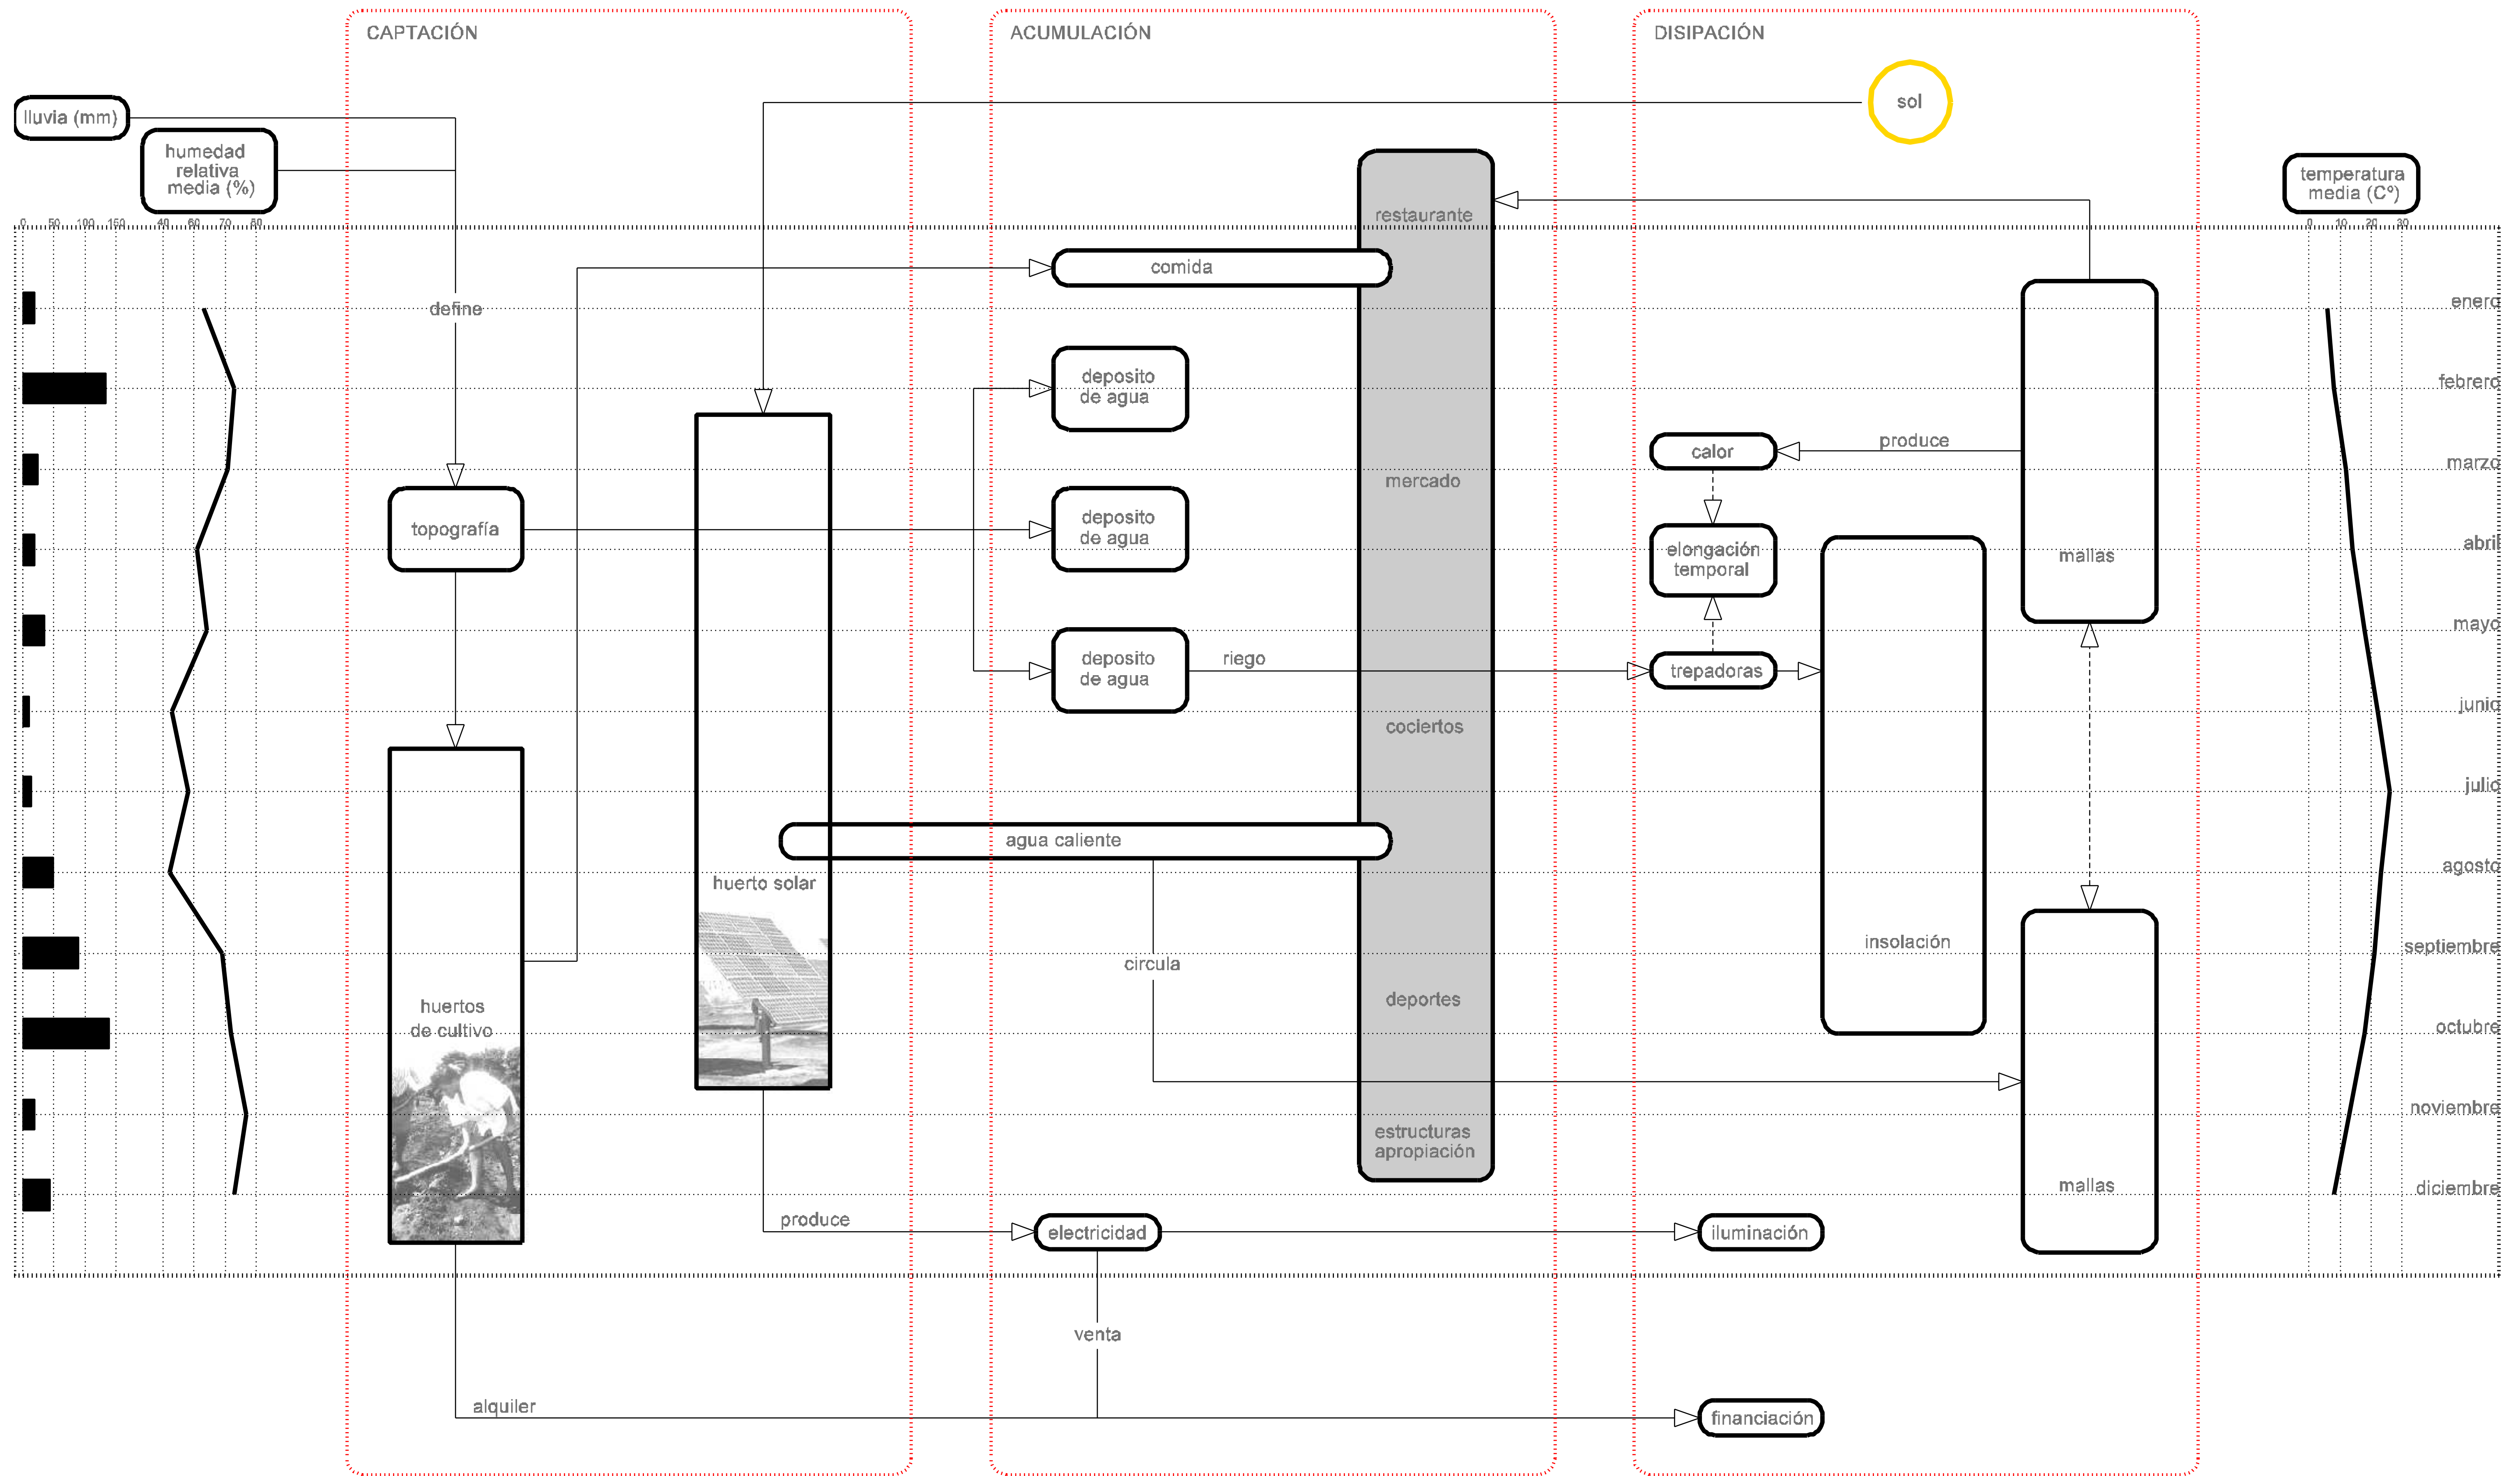 CAPTACIÓN
ACUMULACIÓN
DISIPACIÓN
sol
lluvia (mm)
humedad
relativa
media (%)
temperatura
media (Cº)
0 50 100 150
40 60 70 80
0 10 20 30
restaurante
comida
define
enero
deposito
de agua
febrero
calor
produce
marzo
mercado
topografía
deposito
de agua
elongación
temporal
mallas
abril
mayo
deposito
de agua
riego
trepadoras
junio
cociertos
julio
agua caliente
huerto solar
agosto
circula
insolación
septiembre
huertos
de cultivo
deportes
octubre
noviembre
estructuras
apropiación
mallas
diciembre
produce
electricidad
iluminación
venta
alquiler
financiación